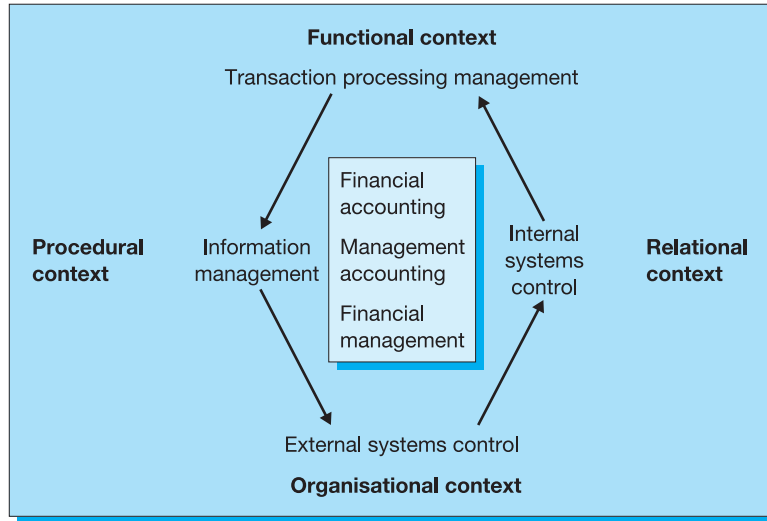 Functional context
Transaction processing management
Financial
accounting
Management
accounting
Financial
management
Procedural
context
Information
management
Internal
systems
control
Relational
context
External systems control
Organisational context